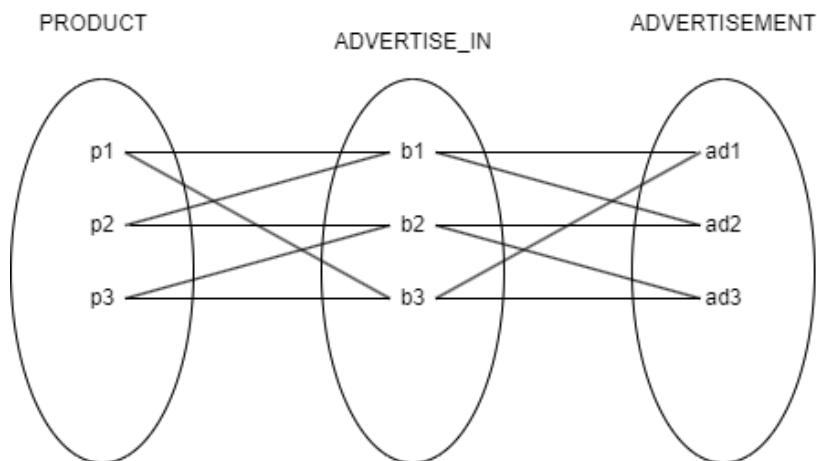 PRODUCT
ADVERTISE_IN
ADVERTISEMENT
p1
b1
ad1
p2
b2
ad2
p3
b3
ad3